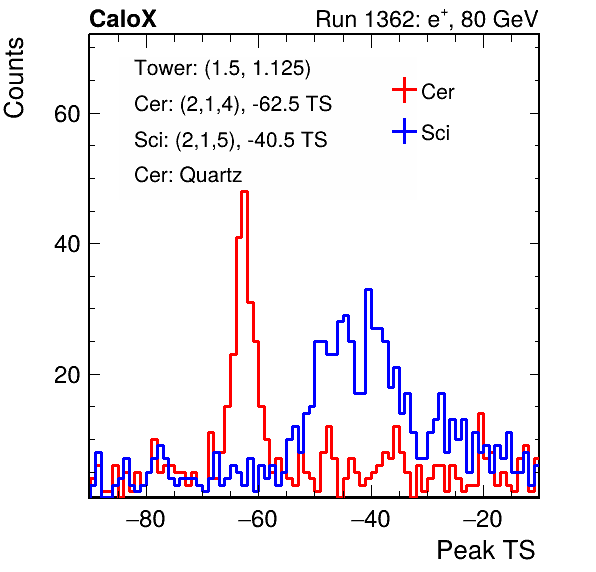 CaloX
Run 1362: e+, 80 GeV
Counts
Tower: (1.5, 1.125)
Cer: (2,1,4), -62.5 TS
Sci: (2,1,5), -40.5 TS
Cer: Quartz
Cer
Sci
60
40
20
−80
−60
−40
−20
Peak TS